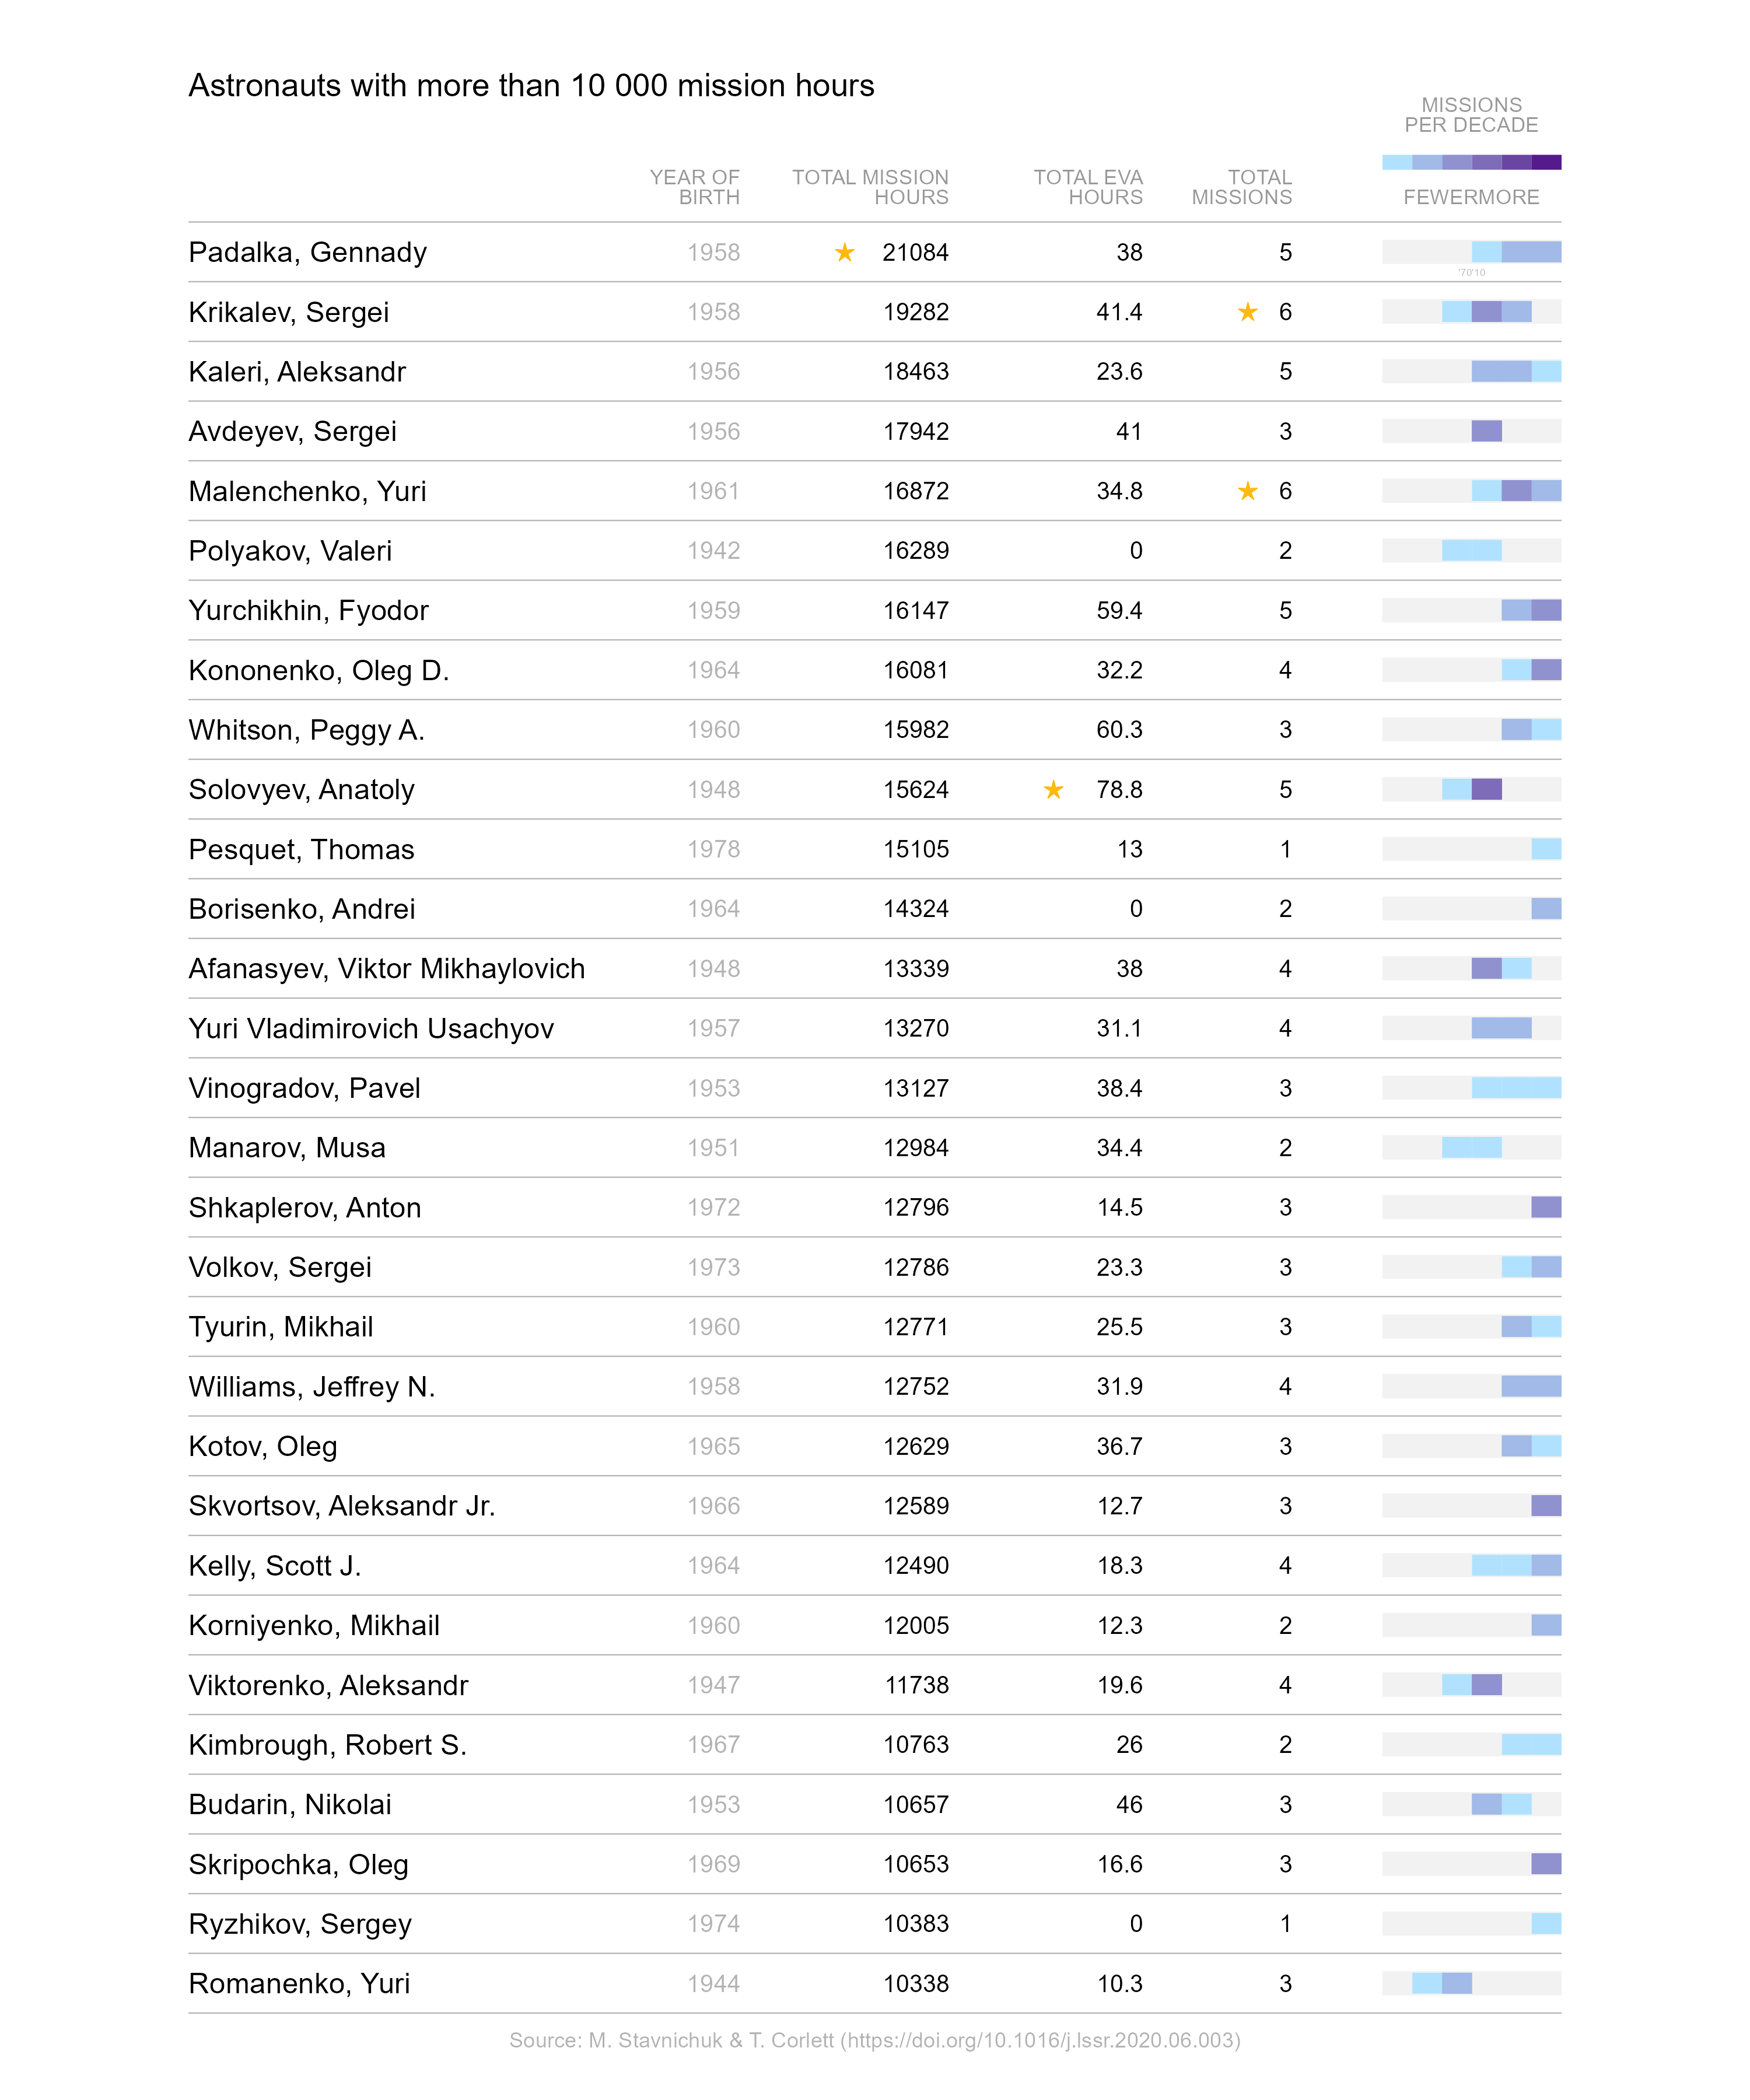 Astronauts with more than 10 000 mission hours
MISSIONS
PER DECADE
FEWERMORE
YEAR OF
BIRTH
TOTAL MISSION
HOURS
TOTAL EVA
HOURS
TOTAL
MISSIONS
Padalka, Gennady 1958 21084 38 5
'70'10
Krikalev, Sergei 1958 19282 41.4 6
Kaleri, Aleksandr 1956 18463 23.6 5
Avdeyev, Sergei 1956 17942 41 3
Malenchenko, Yuri 1961 16872 34.8 6
Polyakov, Valeri 1942 16289 0 2
Yurchikhin, Fyodor 1959 16147 59.4 5
Kononenko, Oleg D. 1964 16081 32.2 4
Whitson, Peggy A. 1960 15982 60.3 3
Solovyev, Anatoly 1948 15624 78.8 5
Pesquet, Thomas 1978 15105 13 1
Borisenko, Andrei 1964 14324 0 2
Afanasyev, Viktor Mikhaylovich 1948 13339 38 4
Yuri Vladimirovich Usachyov 1957 13270 31.1 4
Vinogradov, Pavel 1953 13127 38.4 3
Manarov, Musa 1951 12984 34.4 2
Shkaplerov, Anton 1972 12796 14.5 3
Volkov, Sergei 1973 12786 23.3 3
Tyurin, Mikhail 1960 12771 25.5 3
Williams, Jeffrey N. 1958 12752 31.9 4
Kotov, Oleg 1965 12629 36.7 3
Skvortsov, Aleksandr Jr. 1966 12589 12.7 3
Kelly, Scott J. 1964 12490 18.3 4
Korniyenko, Mikhail 1960 12005 12.3 2
Viktorenko, Aleksandr 1947 11738 19.6 4
Kimbrough, Robert S. 1967 10763 26 2
Budarin, Nikolai 1953 10657 46 3
Skripochka, Oleg 1969 10653 16.6 3
Ryzhikov, Sergey 1974 10383 0 1
Romanenko, Yuri 1944 10338 10.3 3
Source: M. Stavnichuk & T. Corlett (https://doi.org/10.1016/j.lssr.2020.06.003)